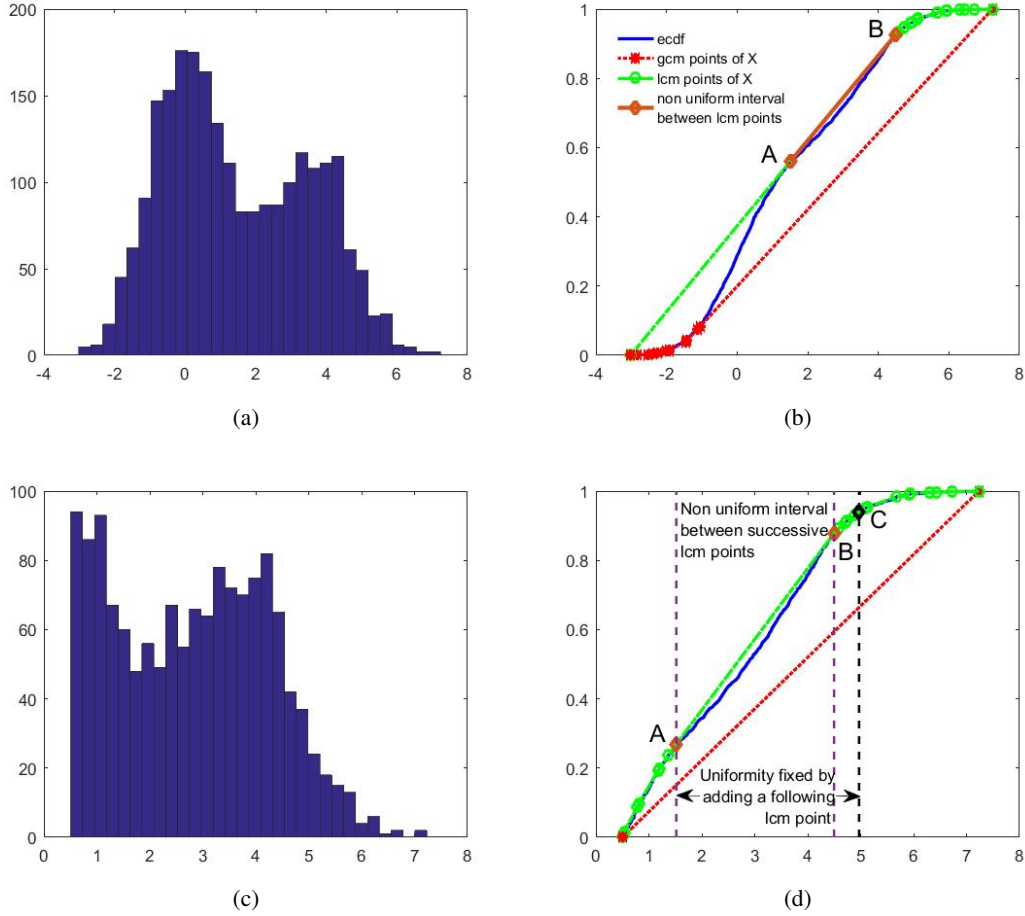 200
150
100
50
0
-4 -2 0 2 4 6 8
(a)
1
0.8
0.6
0.4
0.2
0
-4 -2 0 2 4 6 8
ecdf
gcm points of X
lcm points of X
non uniform interval
between lcm points
A
B
(b)
100
80
60
40
20
0
0 1 2 3 4 5 6 7 8
(c)
1
0.8
0.6
0.4
0.2
0
0 1 2 3 4 5 6 7 8
Non uniform interval
between successive
lcm points
A
B
C
Uniformity fixed by
adding a following
lcm point
(d)